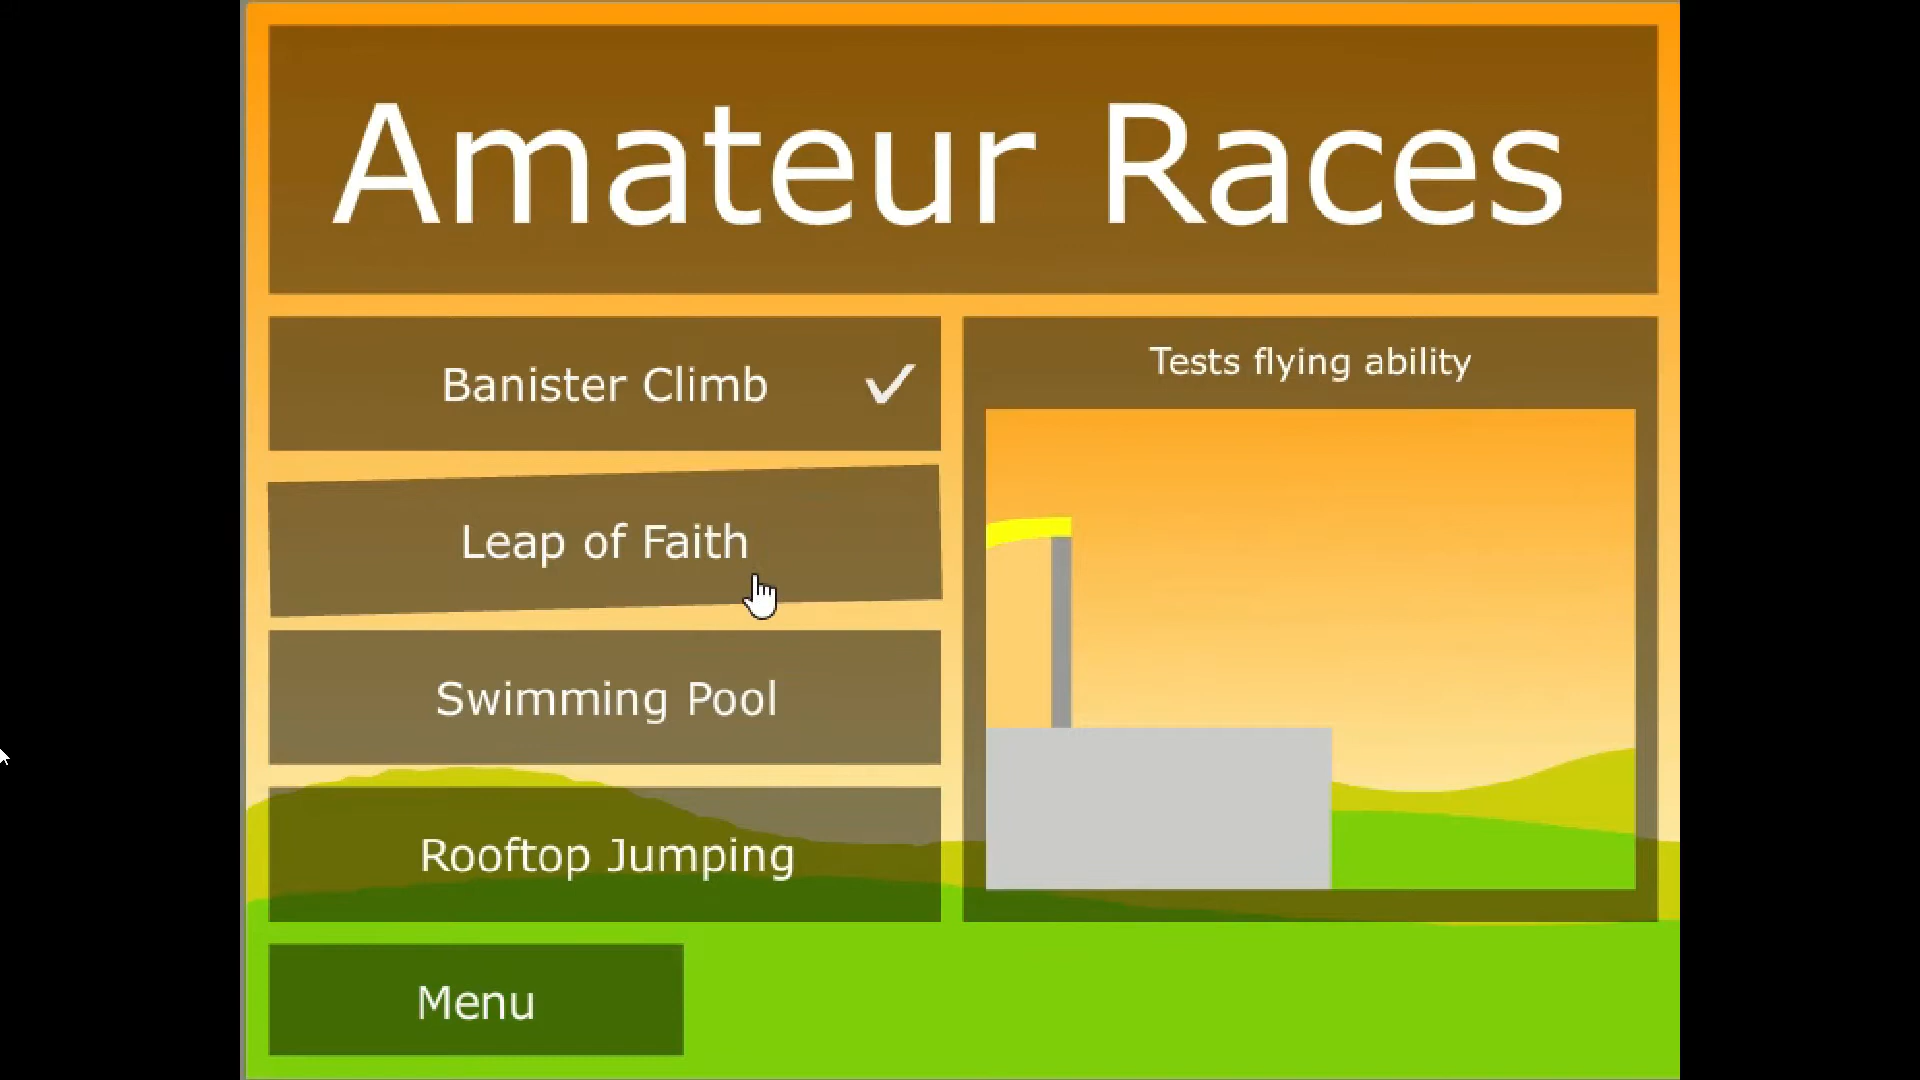 Amateur Races
Banister Climb
Leap of Faith
Swimming Pool
Rooftop Jumping
Menu
Tests flying ability